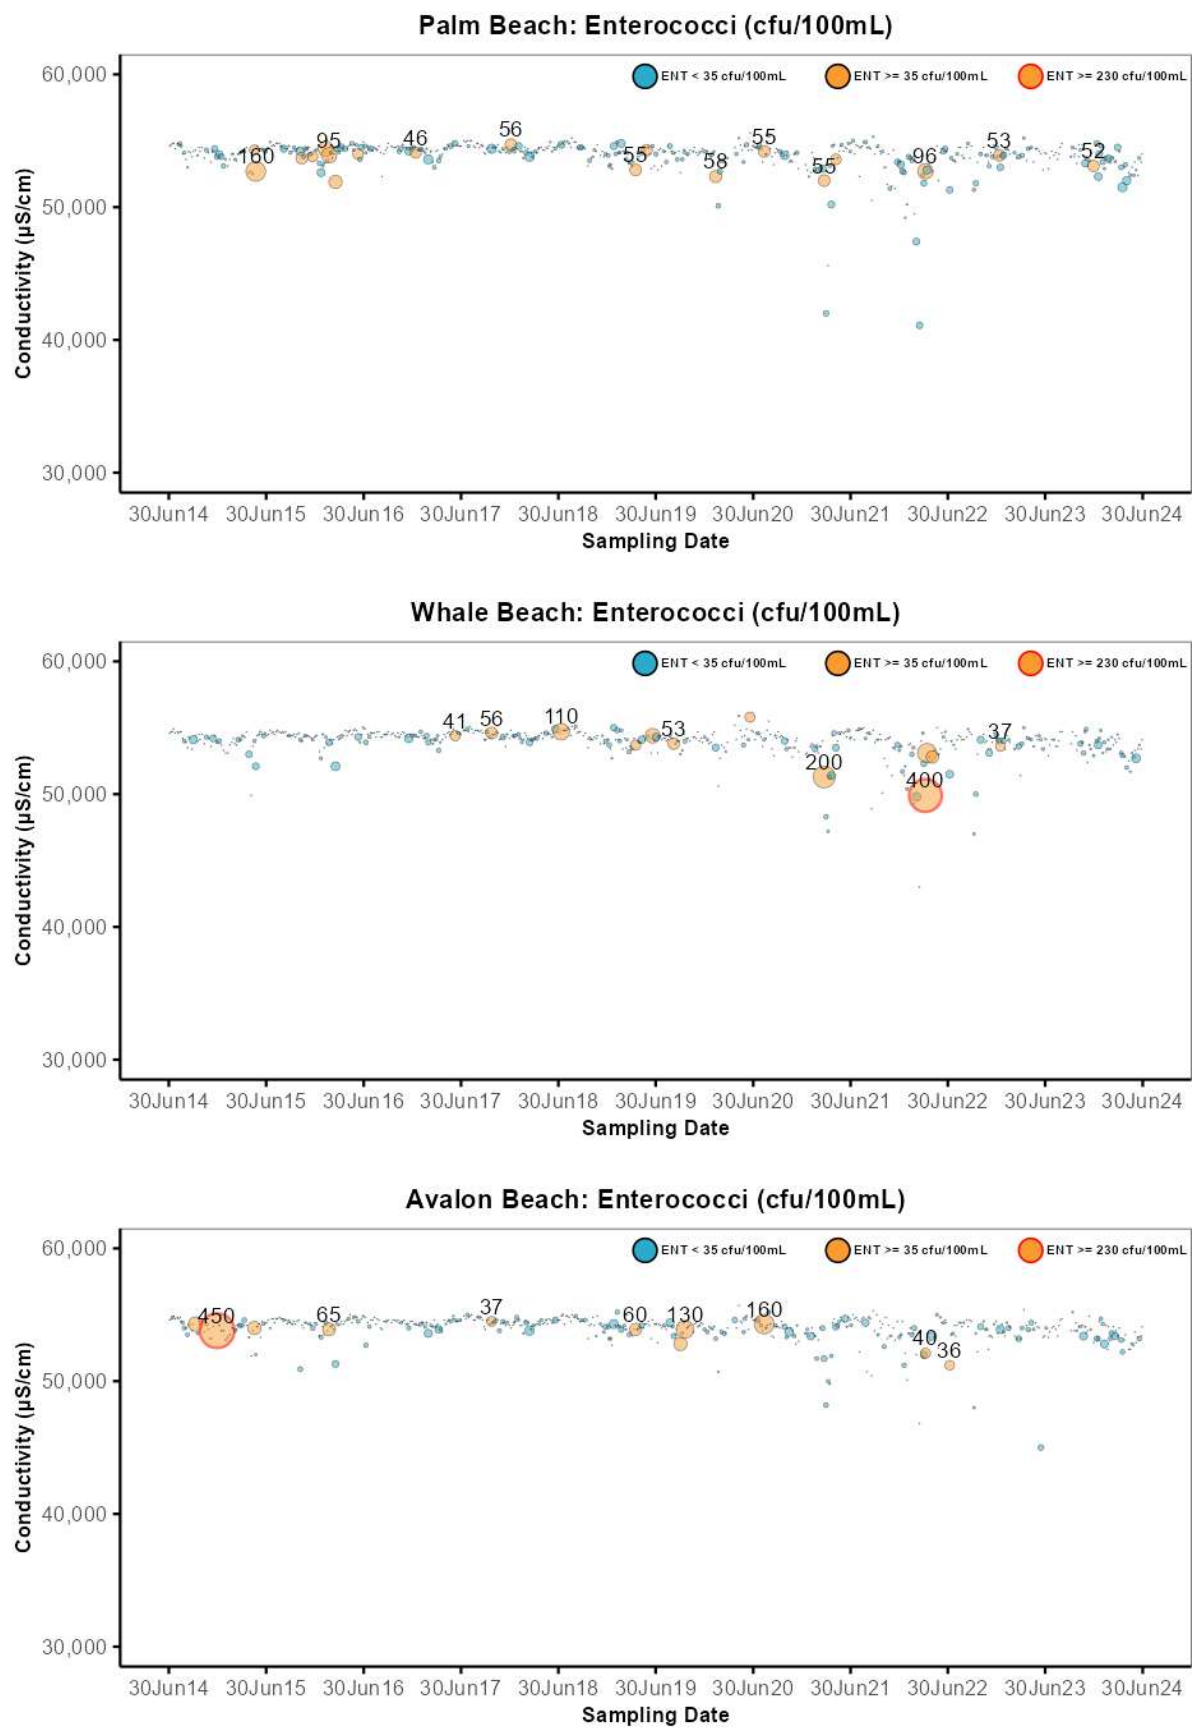 Palm Beach: Enterococci (cfu/100mL)
ENT < 35 cfu/100mL ENT >= 35 cfu/100mL ENT >= 230 cfu/100mL
60,000
50,000
40,000
30,000
Conductivity (µS/cm)
160 95 46 56 55 58 55 55 96 53 52
30Jun14 30Jun15 30Jun16 30Jun17 30Jun18 30Jun19 30Jun20 30Jun21 30Jun22 30Jun23 30Jun24
Sampling Date
Whale Beach: Enterococci (cfu/100mL)
ENT < 35 cfu/100mL ENT >= 35 cfu/100mL ENT >= 230 cfu/100mL
60,000
50,000
40,000
30,000
Conductivity (µS/cm)
41 56 110 53 200 400 37
30Jun14 30Jun15 30Jun16 30Jun17 30Jun18 30Jun19 30Jun20 30Jun21 30Jun22 30Jun23 30Jun24
Sampling Date
Avalon Beach: Enterococci (cfu/100mL)
ENT < 35 cfu/100mL ENT >= 35 cfu/100mL ENT >= 230 cfu/100mL
60,000
50,000
40,000
30,000
Conductivity (µS/cm)
450 65 37 60 130 160 40 36
30Jun14 30Jun15 30Jun16 30Jun17 30Jun18 30Jun19 30Jun20 30Jun21 30Jun22 30Jun23 30Jun24
Sampling Date